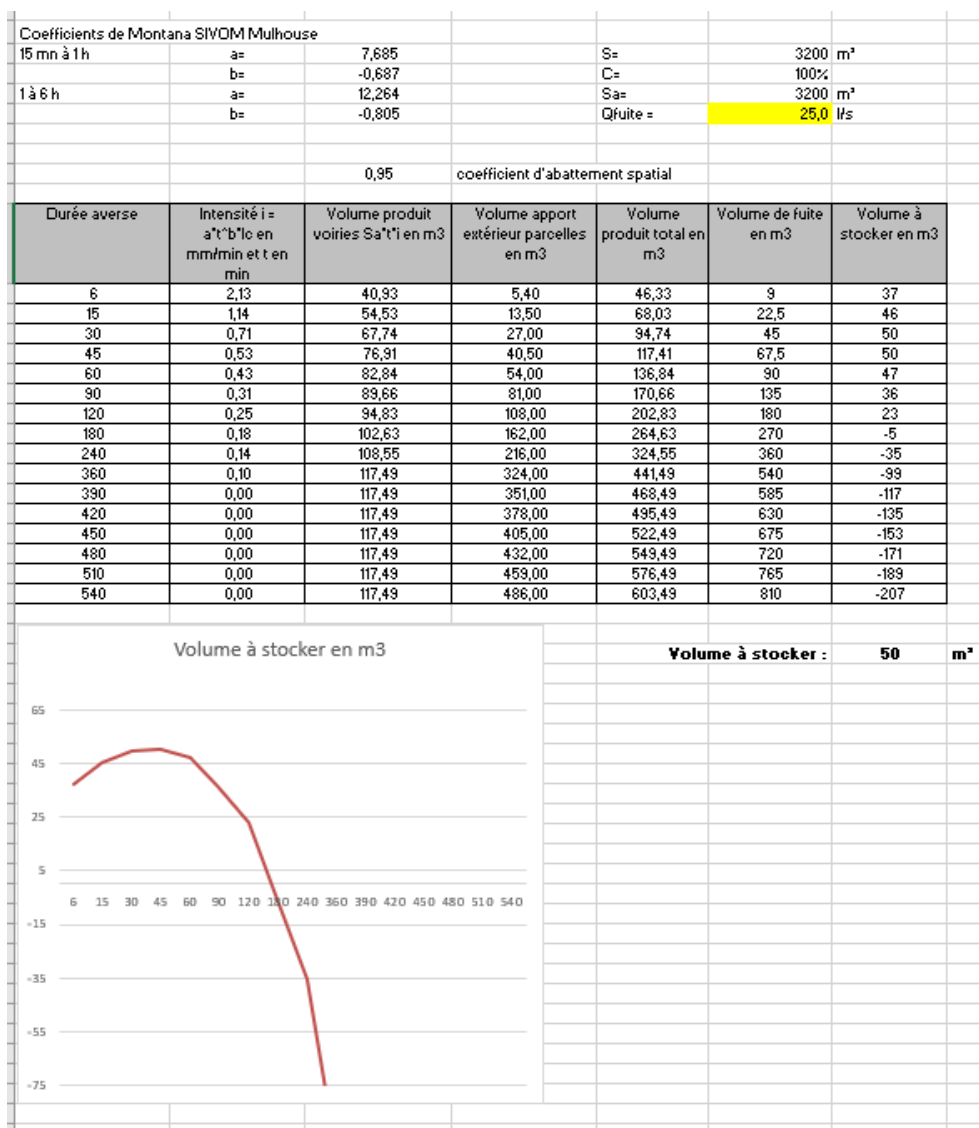 Coefficients de Montana SIVOM Mulhouse
15 mn à 1 h a= 7,685 S= 3200 m²
b= -0,687 C= 100%
1 à 6 h a= 12,264 Sa= 3200 m²
b= -0,805 Qfuite = 25,0 l/s
0,95 coefficient d'abattement spatial
Durée averse Intensité i = Volume produit Volume apport Volume Volume de fuite Volume à
a*t^b*lc en voiries Sa*t*i en m3 extérieur parcelles produit total en en m3 stocker en m3
mm/min et t en en m3 m3
min
6 2,13 40,93 5,40 46,33 9 37
15 1,14 54,53 13,50 68,03 22,5 46
30 0,71 67,74 27,00 94,74 45 50
45 0,53 76,91 40,50 117,41 67,5 50
60 0,43 82,84 54,00 136,84 90 47
90 0,31 89,66 81,00 170,66 135 36
120 0,25 94,83 108,00 202,83 180 23
180 0,18 102,63 162,00 264,63 270 -5
240 0,14 108,55 216,00 324,55 360 -35
360 0,10 117,49 324,00 441,49 540 -99
390 0,00 117,49 351,00 468,49 585 -117
420 0,00 117,49 378,00 495,49 630 -135
450 0,00 117,49 405,00 522,49 675 -153
480 0,00 117,49 432,00 549,49 720 -171
510 0,00 117,49 459,00 576,49 765 -189
540 0,00 117,49 486,00 603,49 810 -207
Volume à stocker en m3
Volume à stocker : 50 m³
65
45
25
5
6 15 30 45 60 90 120 180 240 360 390 420 450 480 510 540
-15
-35
-55
-75